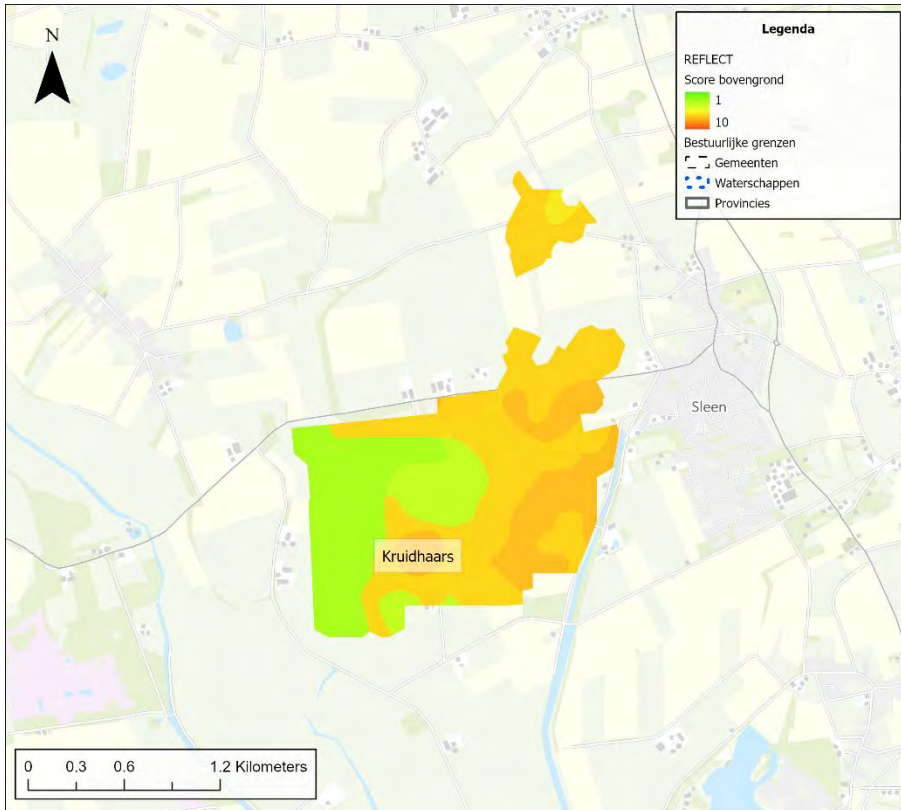 N
Legenda
REFLECT
Score bovengrond
1
10
Bestuurlijke grenzen
Gemeenten
Waterschappen
Provincies
Sleen
Kruidhaars
0 0.3 0.6 1.2 Kilometers